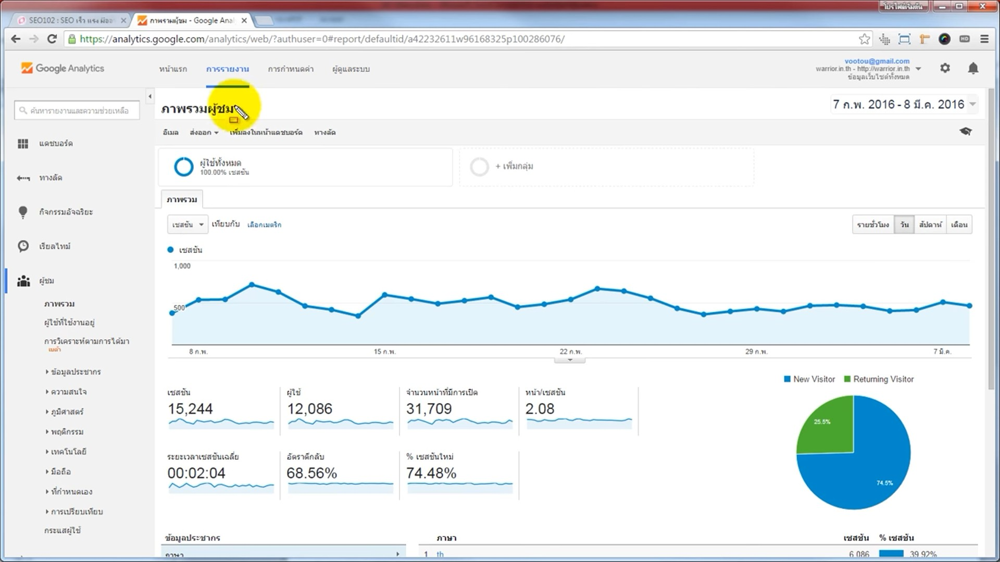 โปรไฟล์เริ่มต้น
SEO102 : SEO เร็ว แรง
ภาพรวมผู้ชม - Google Anal
https://analytics.google.com/analytics/web/?authuser=0#report/defaultid/a42232611w96168325p100286076/
HD
Google Analytics
หน้าแรก
การรายงาน
การกำหนดค่า
ผู้ดูแลระบบ
vootou@gmail.com
warrior.in.th - http://warrior.in.th
ข้อมูลเว็บไซต์ทั้งหมด
ค้นหารายงานและความช่วยเหลือ
ภาพรวมผู้ชม
7 ก.พ. 2016 - 8 มี.ค. 2016
อีเมล ส่งออก เพิ่มลงในหน้าแดชบอร์ด ทางลัด
แดชบอร์ด
ทางลัด
กิจกรรมอัจฉริยะ
เรียลไทม์
ผู้ชม
ภาพรวม
ผู้ใช้ที่ใช้งานอยู่
การวิเคราะห์ตามการได้มา
เบต้า
ข้อมูลประชากร
ความสนใจ
ภูมิศาสตร์
พฤติกรรม
เทคโนโลยี
มือถือ
ที่กำหนดเอง
การเปรียบเทียบ
กระแสผู้ใช้
ผู้ใช้ทั้งหมด
100.00% เซสชัน
+ เพิ่มกลุ่ม
ภาพรวม
เซสชัน เทียบกับ เลือกเมตริก
รายชั่วโมง วัน สัปดาห์ เดือน
เซสชัน
1,000
500
8 ก.พ. 15 ก.พ. 22 ก.พ. 29 ก.พ. 7 มี.ค.
New Visitor Returning Visitor
เซสชัน
15,244
ผู้ใช้
12,086
จำนวนหน้าที่มีการเปิด
31,709
หน้า/เซสชัน
2.08
ระยะเวลาเซสชันเฉลี่ย
00:02:04
อัตราตีกลับ
68.56%
% เซสชันใหม่
74.48%
25.5%
74.5%
ข้อมูลประชากร
ภาษา
ภาษา เซสชัน % เซสชัน
1 th 6,086 39.92%